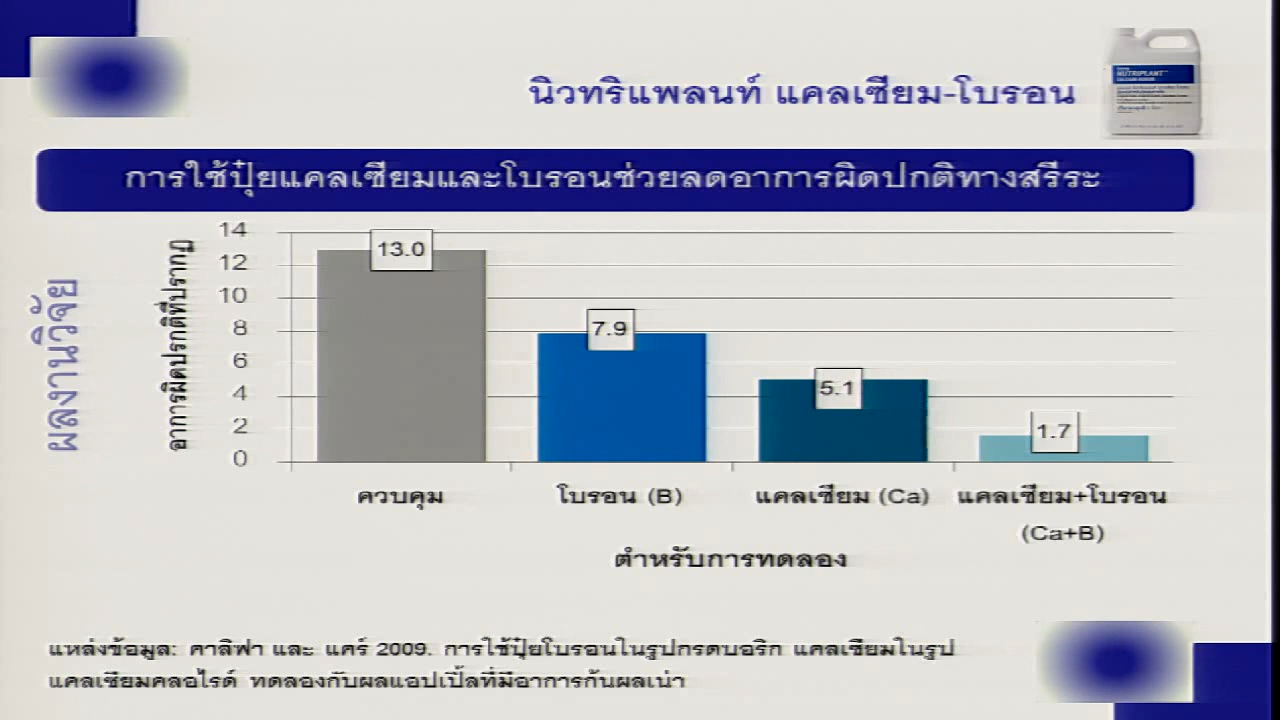 นิวทริแพลนท์ แคลเซียม-โบรอน
NUTRIPLANT
การใช้ปุ๋ยแคลเซียมและโบรอนช่วยลดอาการผิดปกติทางสรีระ
ผลงานวิจัย
อาการผิดปรกติที่ปรากฏ
14
12
10
8
6
4
2
0
13.0
7.9
5.1
1.7
ควบคุม
โบรอน (B)
แคลเซียม (Ca)
แคลเซียม+โบรอน
(Ca+B)
ตำหรับการทดลอง
แหล่งข้อมูล: คาลิฟา และ แคร์ 2009. การใช้ปุ๋ยโบรอนในรูปกรดบอริก แคลเซียมในรูป
แคลเซียมคลอไรด์ ทดลองกับผลแอปเปิ้ลที่มีอาการก้นผลเน่า